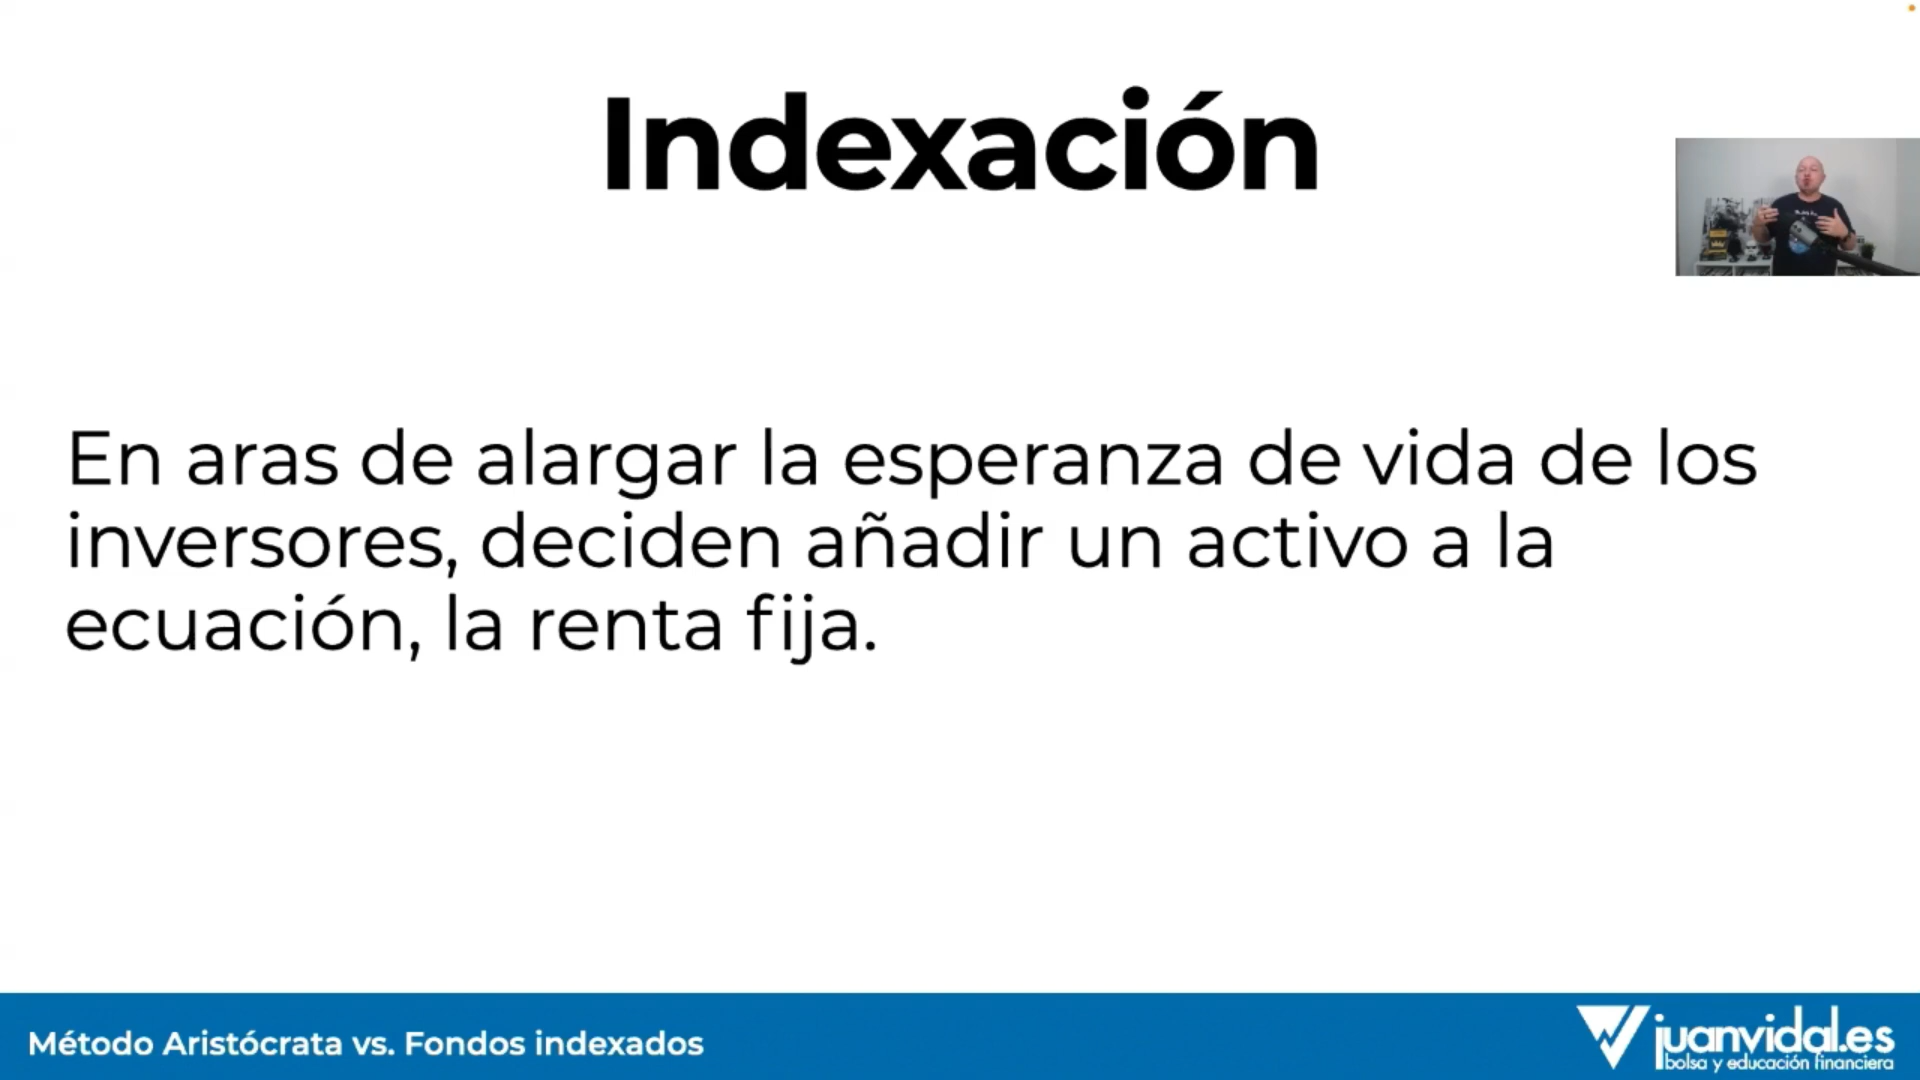 Indexación
En aras de alargar la esperanza de vida de los
inversores, deciden añadir un activo a la
ecuación, la renta fija.
Método Aristócrata vs. Fondos indexados
juanvidal.es
bolsa y educación financiera